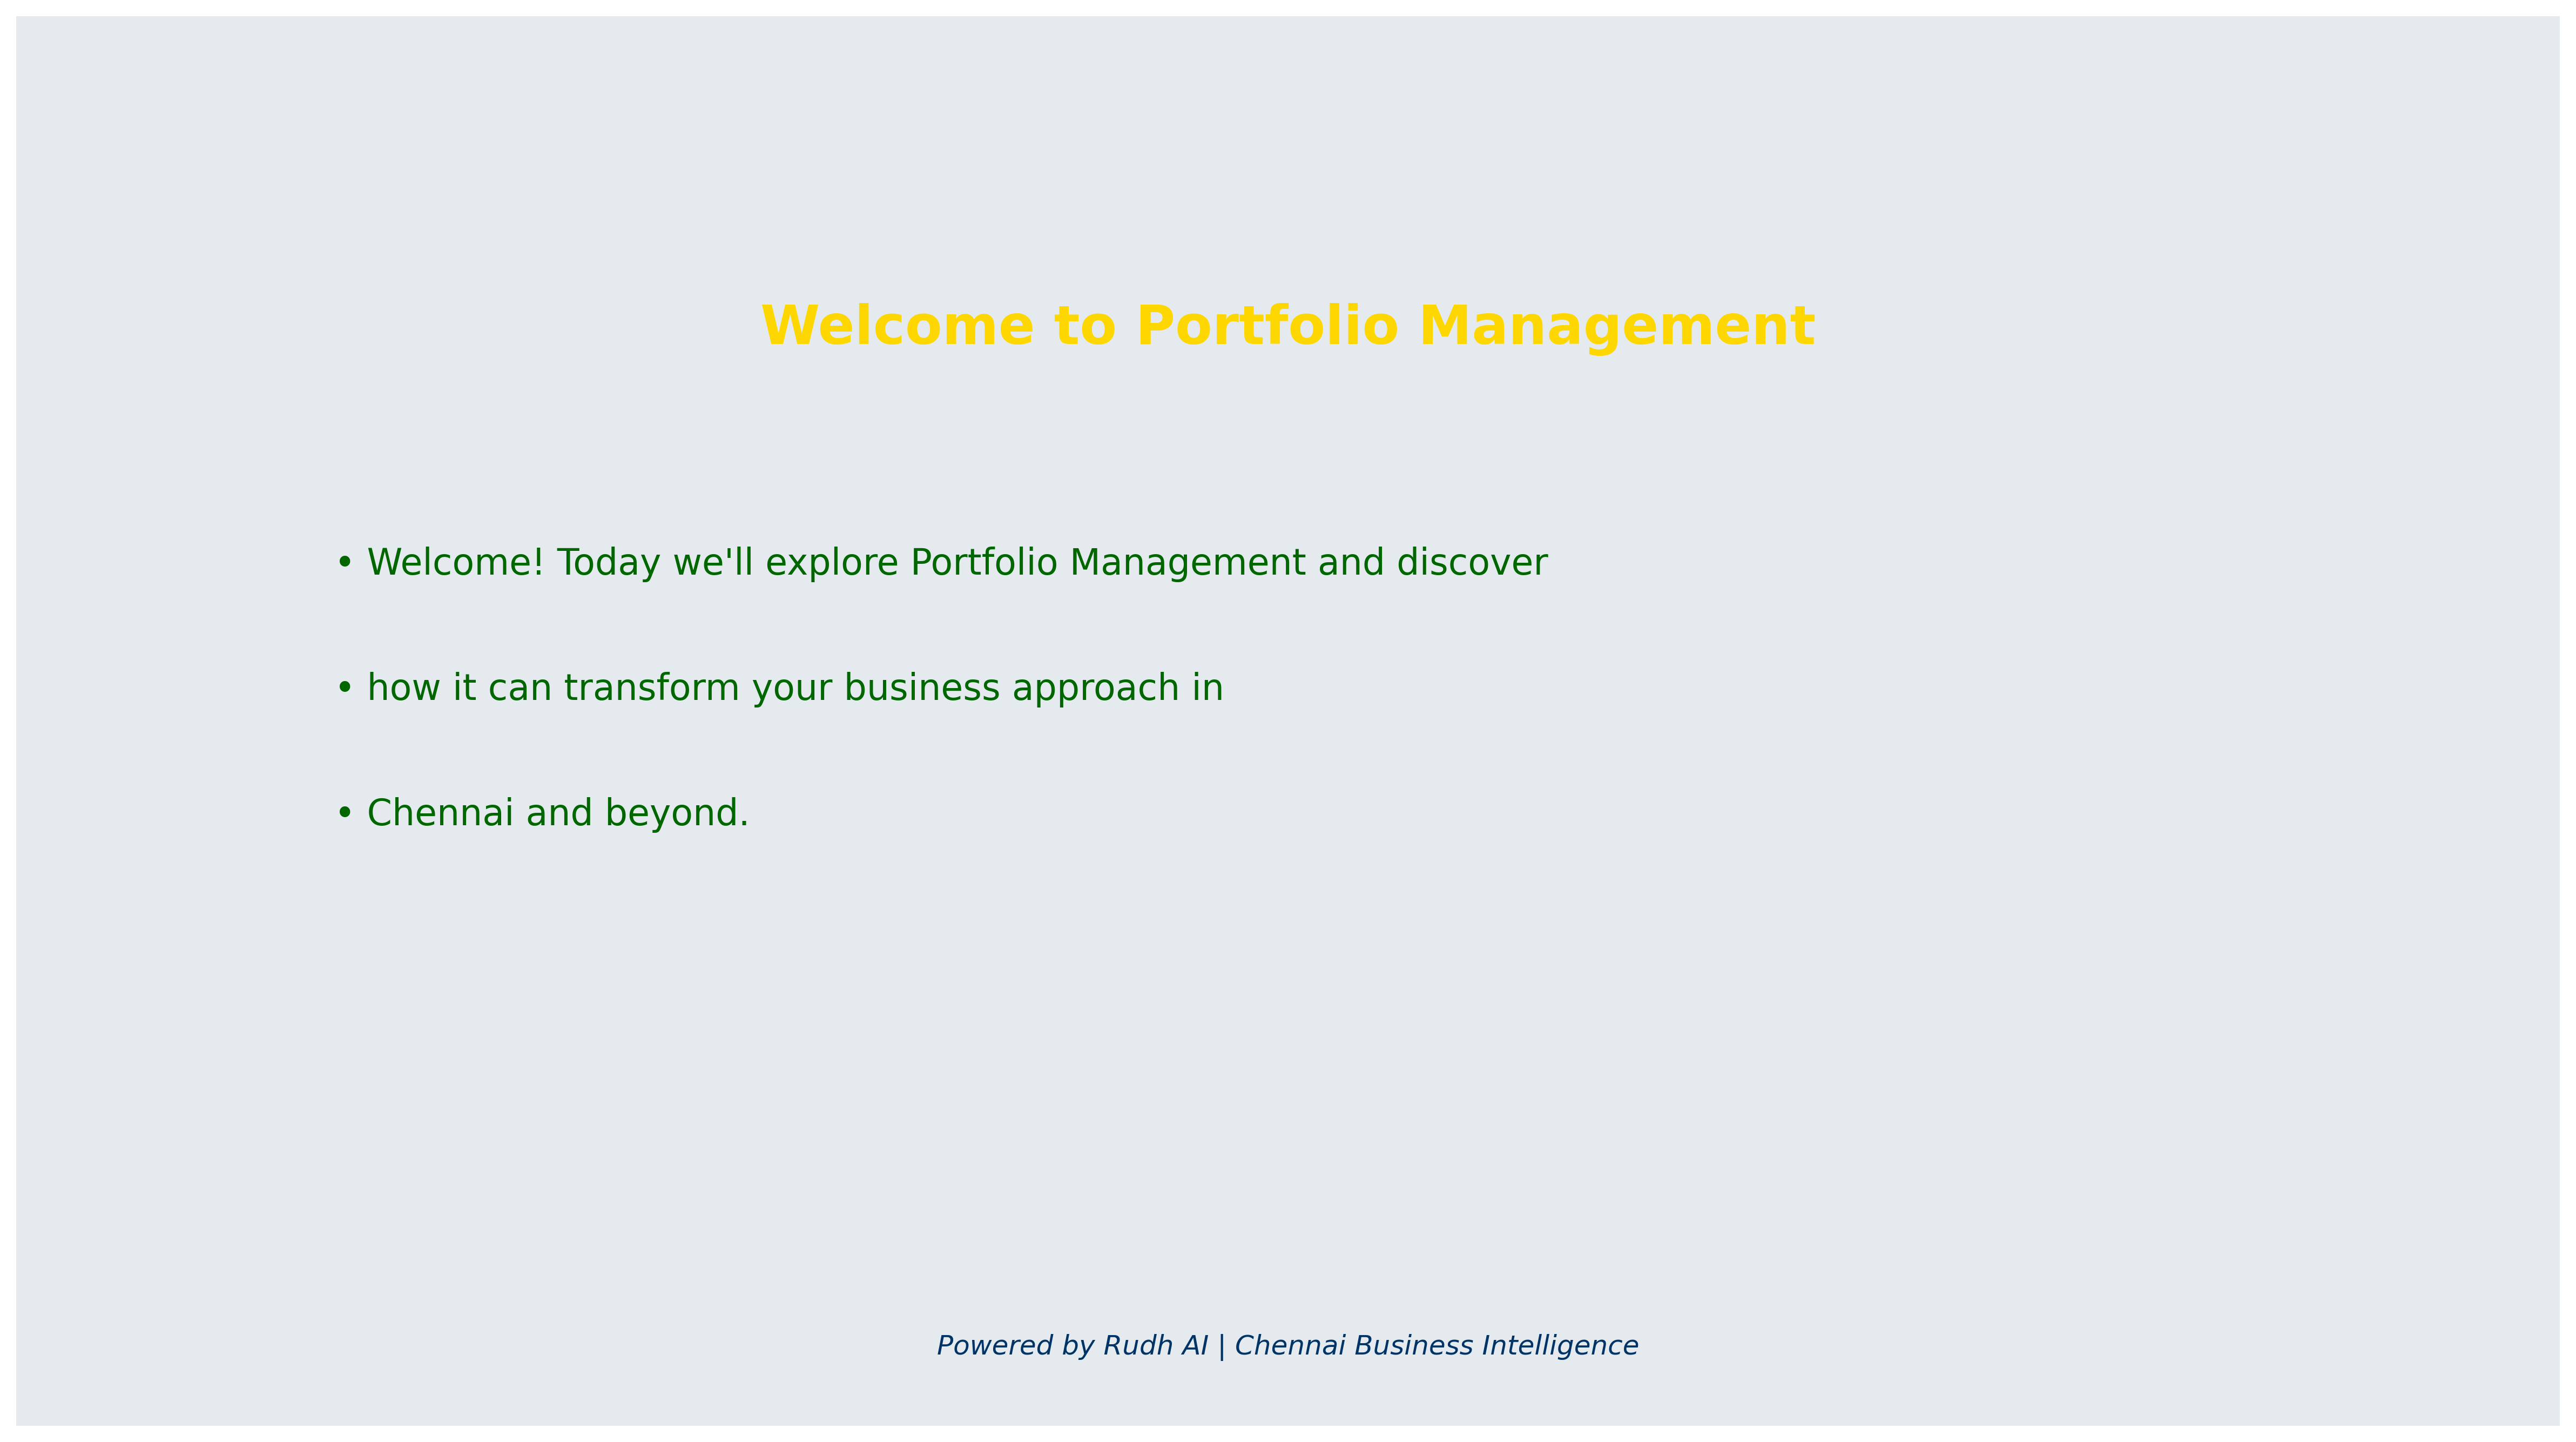 Welcome to Portfolio Management
• Welcome! Today we'll explore Portfolio Management and discover
• how it can transform your business approach in
• Chennai and beyond.
Powered by Rudh AI | Chennai Business Intelligence